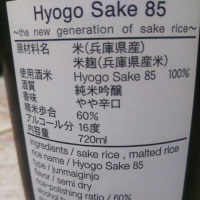 Hyogo Sake 85
~the new generation of sake rice~
原材料名 米(兵庫県産)
米麹(兵庫県産米)
使用酒米 Hyogo Sake 85 100%
酒質 純米吟醸
香味 やや辛口
精米歩合 60%
アルコール分 16度
内容量 720ml
ingredients / sake rice , malted rice
rice name / Hyogo Sake 85
type / junmaiginjo
flavor / semi dry
rice-polishing ratio / 60%